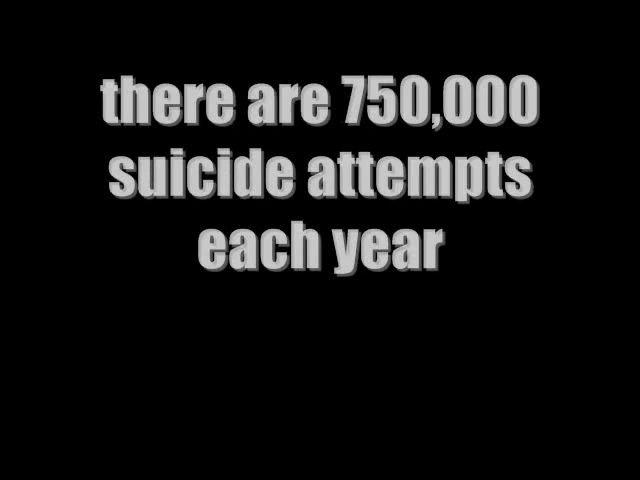 there are 750,000
suicide attempts
each year